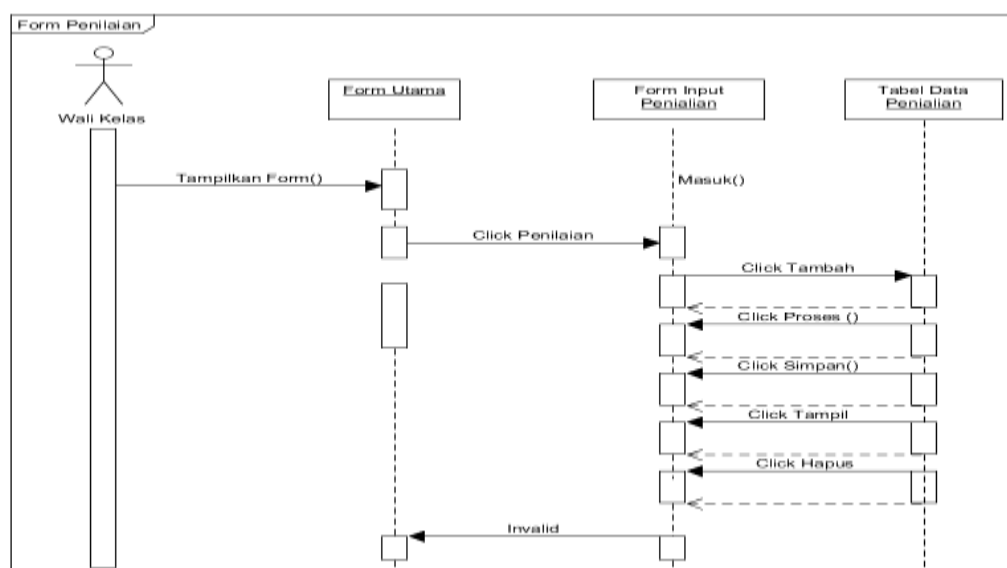 Form Penilaian
Wali Kelas
Form Utama
Form Input
Penialian
Tabel Data
Penialian
Tampilkan Form()
Masuk()
Click Penilaian
Click Tambah
Click Proses ()
Click Simpan()
Click Tampil
Click Hapus
Invalid